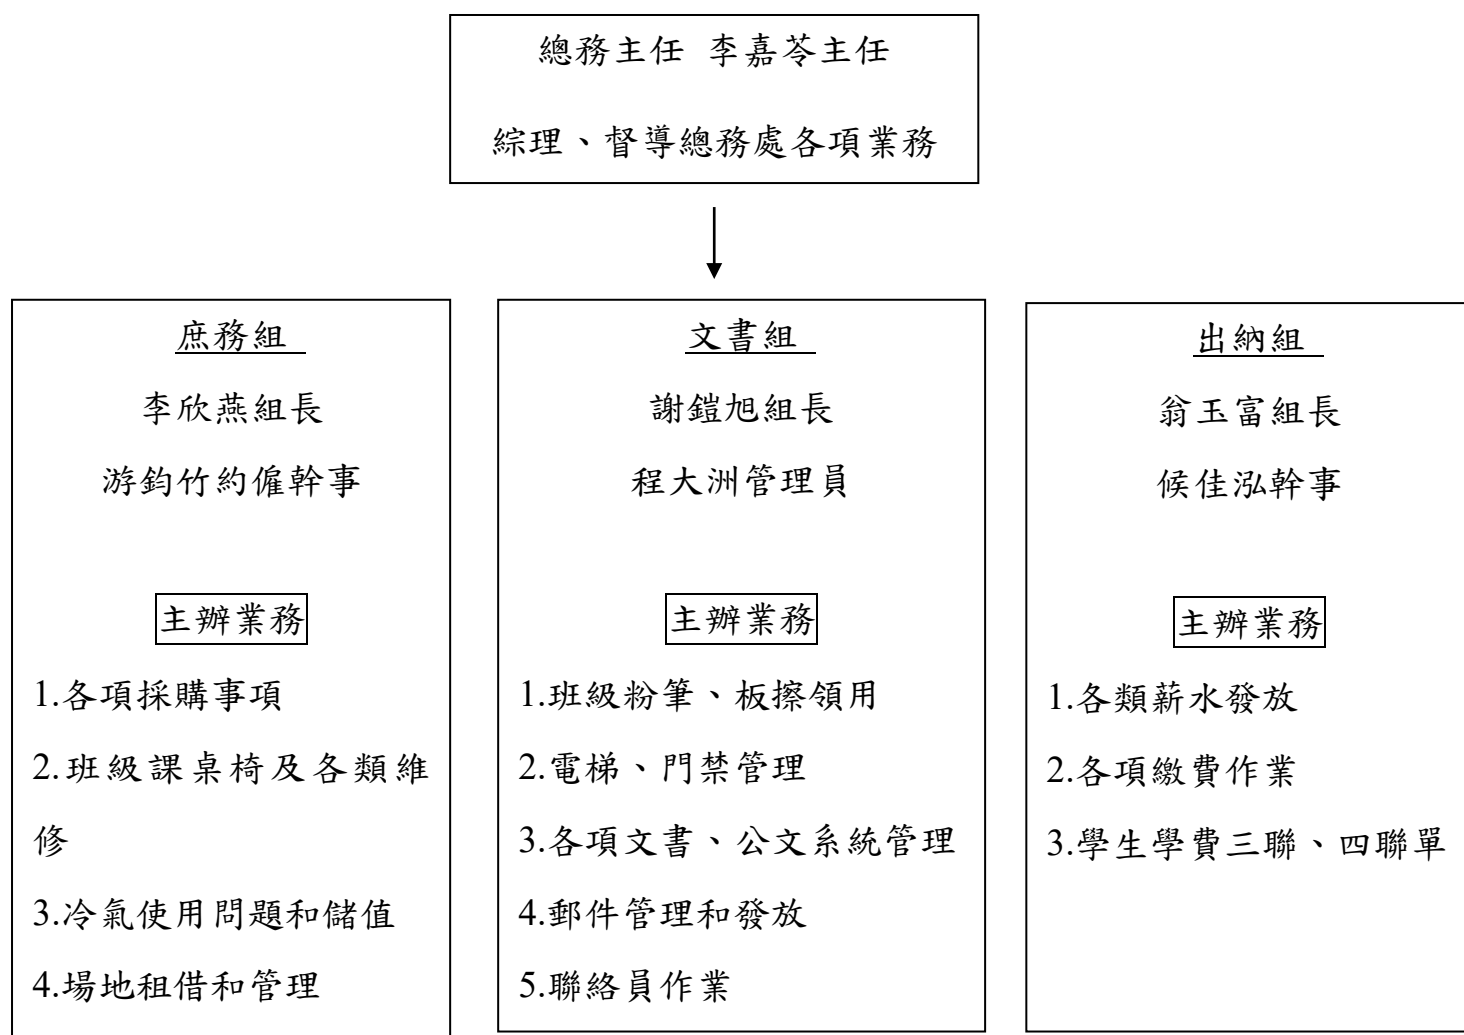 總務主任 李嘉苓主任
綜理、督導總務處各項業務
庶務組
李欣燕組長
游鈞竹約僱幹事
主辦業務
1.各項採購事項
2.班級課桌椅及各類維
修
3.冷氣使用問題和儲值
4.場地租借和管理
文書組
謝鎧旭組長
程大洲管理員
主辦業務
1.班級粉筆、板擦領用
2.電梯、門禁管理
3.各項文書、公文系統管理
4.郵件管理和發放
5.聯絡員作業
出納組
翁玉富組長
候佳泓幹事
主辦業務
1.各類薪水發放
2.各項繳費作業
3.學生學費三聯、四聯單